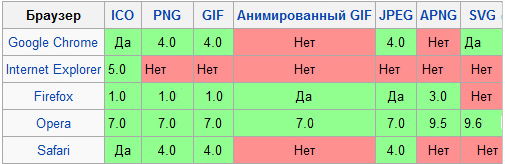 Браузер ICO PNG GIF Анимированный GIF JPEG APNG SVG
Google Chrome Да 4.0 4.0 Нет 4.0 Нет Да
Internet Explorer 5.0 Нет Нет Нет Нет Нет Нет
Firefox 1.0 1.0 1.0 Да Да 3.0 Нет
Opera 7.0 7.0 7.0 7.0 7.0 9.5 9.6
Safari Да 4.0 4.0 Нет 4.0 Нет Нет